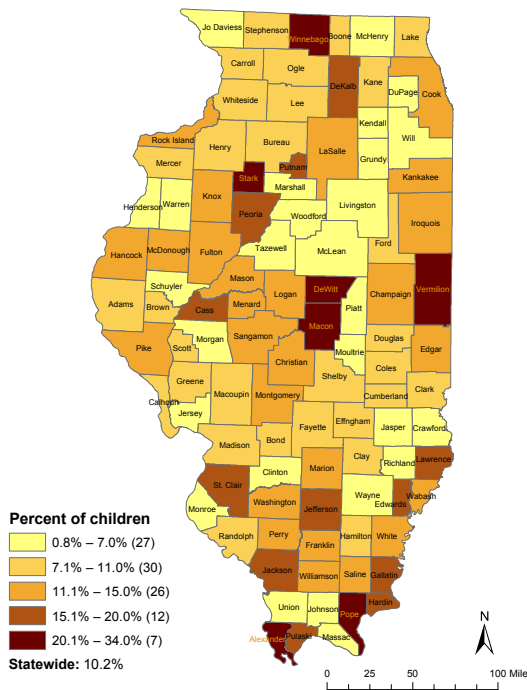 Jo Daviess Stephenson Winnebago Boone McHenry Lake
Carroll Ogle DeKalb Kane DuPage Cook
Whiteside Lee Kendall Will
Rock Island Henry Bureau LaSalle Grundy
Mercer Putnam Kankakee
Stark Marshall
Henderson Warren Knox Peoria Woodford Livingston Iroquois
Hancock McDonough Fulton Tazewell McLean Ford
Schuyler Mason Logan DeWitt Champaign Vermilion
Adams Brown Cass Menard Macon Piatt
Pike Scott Morgan Sangamon Moultrie Douglas Edgar
Christian Coles
Greene Macoupin Montgomery Shelby Cumberland Clark
Calhoun Jersey Fayette Effngham Jasper Crawford
Madison Bond Clay Richland Lawrence
St. Clair Clinton Marion Wayne Edwards Wabash
Monroe Washington Jefferson
Randolph Perry Franklin Hamilton White
Jackson Williamson Saline Gallatin
Union Johnson Pope Hardin
Alexander Pulaski Massac
Percent of children
0.8% – 7.0% (27)
7.1% – 11.0% (30)
11.1% – 15.0% (26)
15.1% – 20.0% (12)
20.1% – 34.0% (7)
Statewide: 10.2%
N
0 25 50 100 Mile